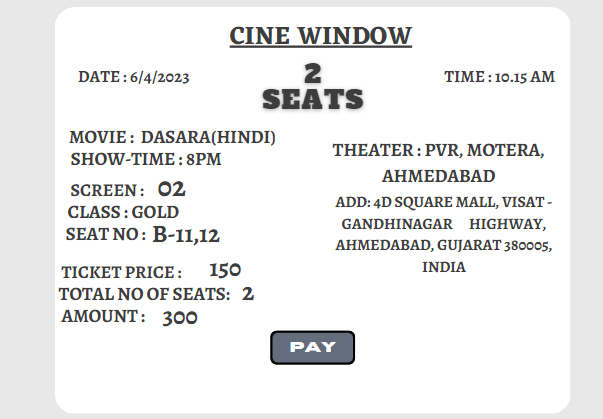 CINE WINDOW
DATE : 6/4/2023
2
SEATS
TIME : 10.15 AM
MOVIE : DASARA(HINDI)
SHOW-TIME : 8PM
SCREEN : 02
CLASS : GOLD
SEAT NO : B-11,12
THEATER : PVR, MOTERA,
AHMEDABAD
ADD: 4D SQUARE MALL, VISAT -
GANDHINAGAR HIGHWAY,
AHMEDABAD, GUJARAT 380005,
INDIA
TICKET PRICE : 150
TOTAL NO OF SEATS: 2
AMOUNT : 300
PAY